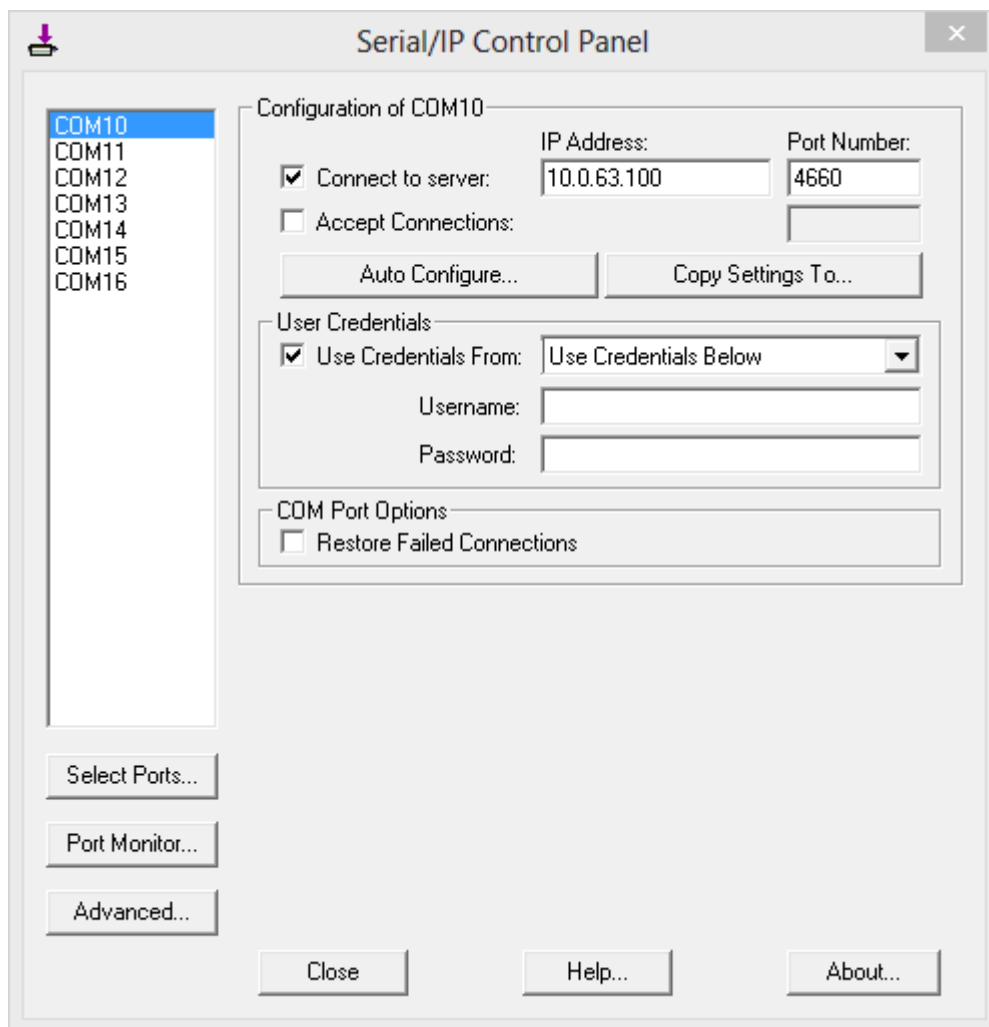 Serial/IP Control Panel
COM10
COM11
COM12
COM13
COM14
COM15
COM16
Select Ports...
Port Monitor...
Advanced...
Configuration of COM10
IP Address: Port Number:
Connect to server: 10.0.63.100 4660
Accept Connections:
Auto Configure... Copy Settings To...
User Credentials
Use Credentials From: Use Credentials Below
Username:
Password:
COM Port Options
Restore Failed Connections
Close Help... About...